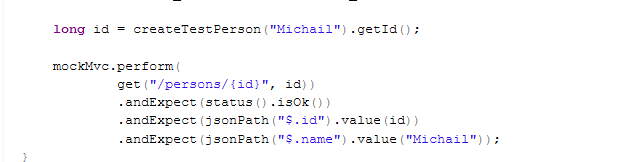 long id = createTestPerson("Michail").getId();
mockMvc.perform(
get("/persons/{id}", id))
.andExpect(status().isOk())
.andExpect(jsonPath("$.id").value(id))
.andExpect(jsonPath("$.name").value("Michail"));
}